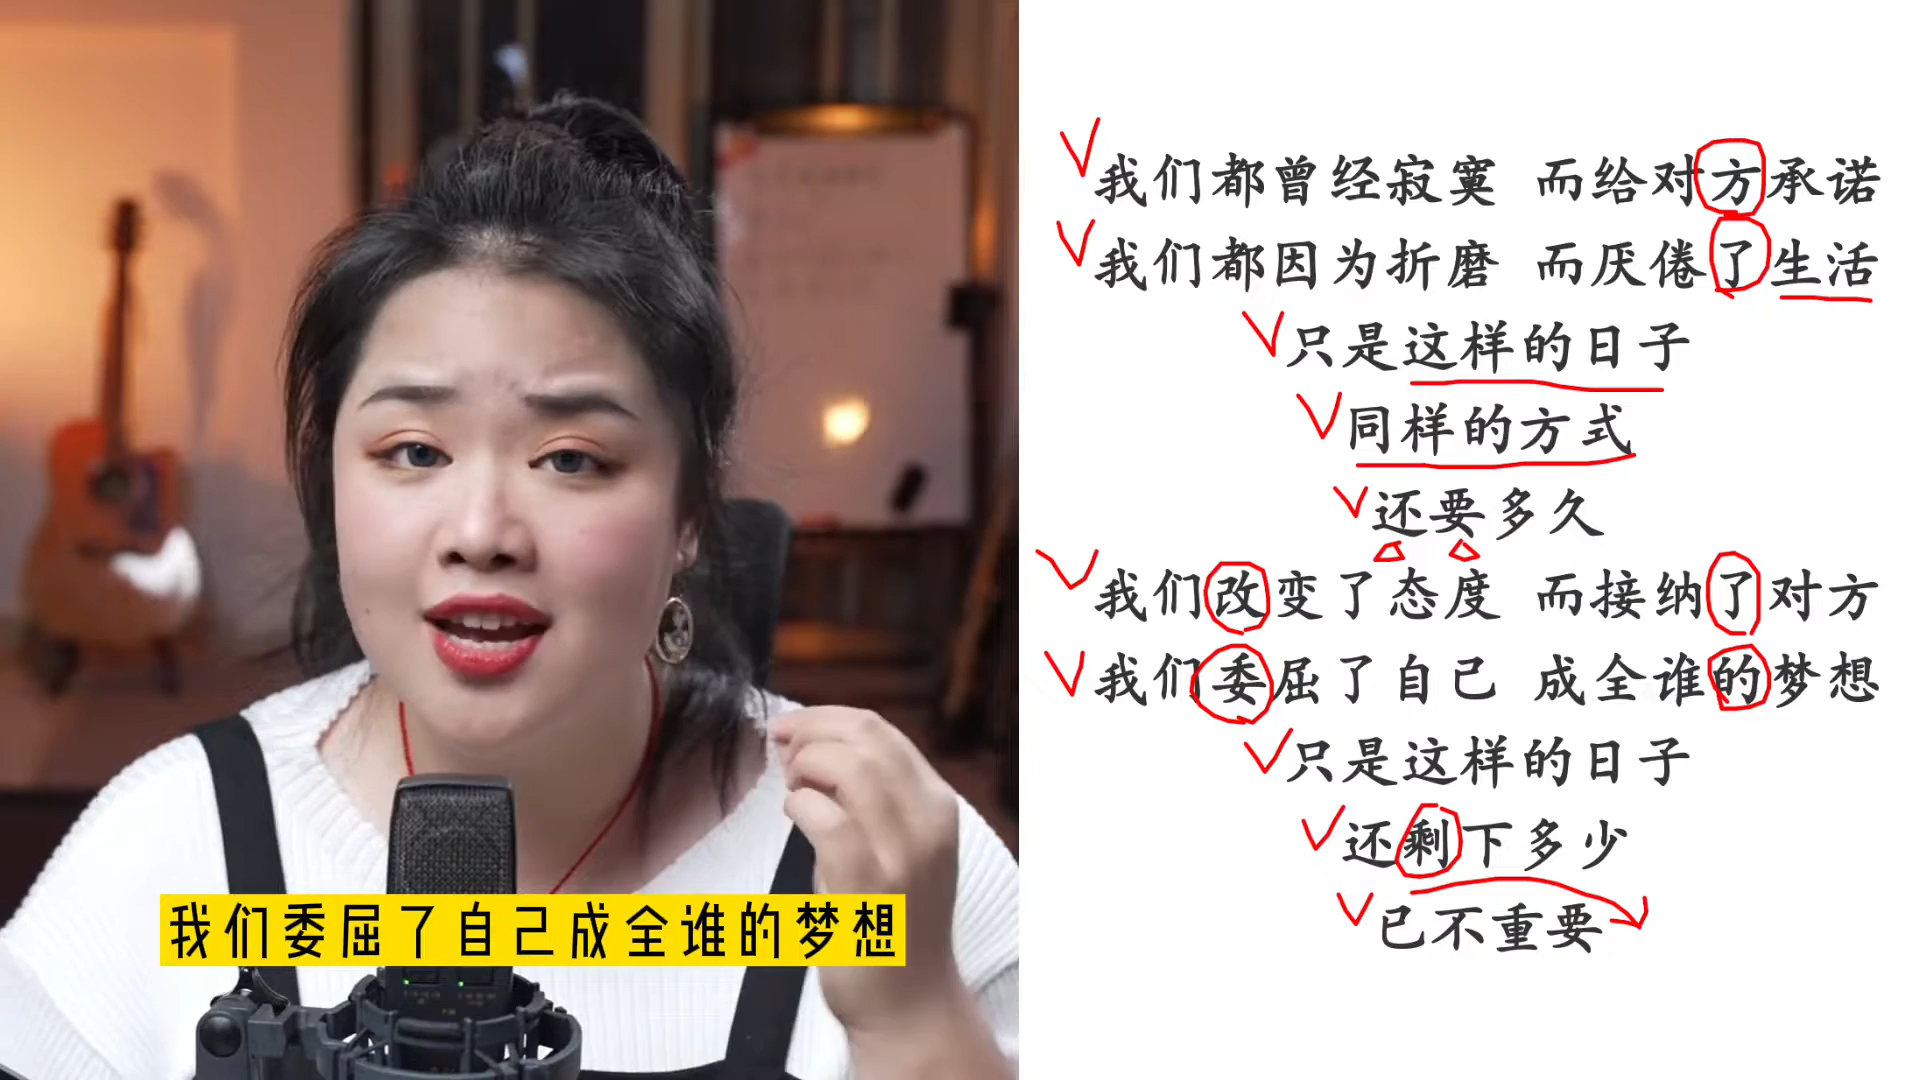 我们都曾经寂寞 而给对方承诺
我们都因为折磨 而厌倦了生活
只是这样的日子
同样的方式
还要多久
我们改变了态度 而接纳了对方
我们委屈了自己 成全谁的梦想
只是这样的日子
还剩下多少
已不重要
我们委屈了自己成全谁的梦想